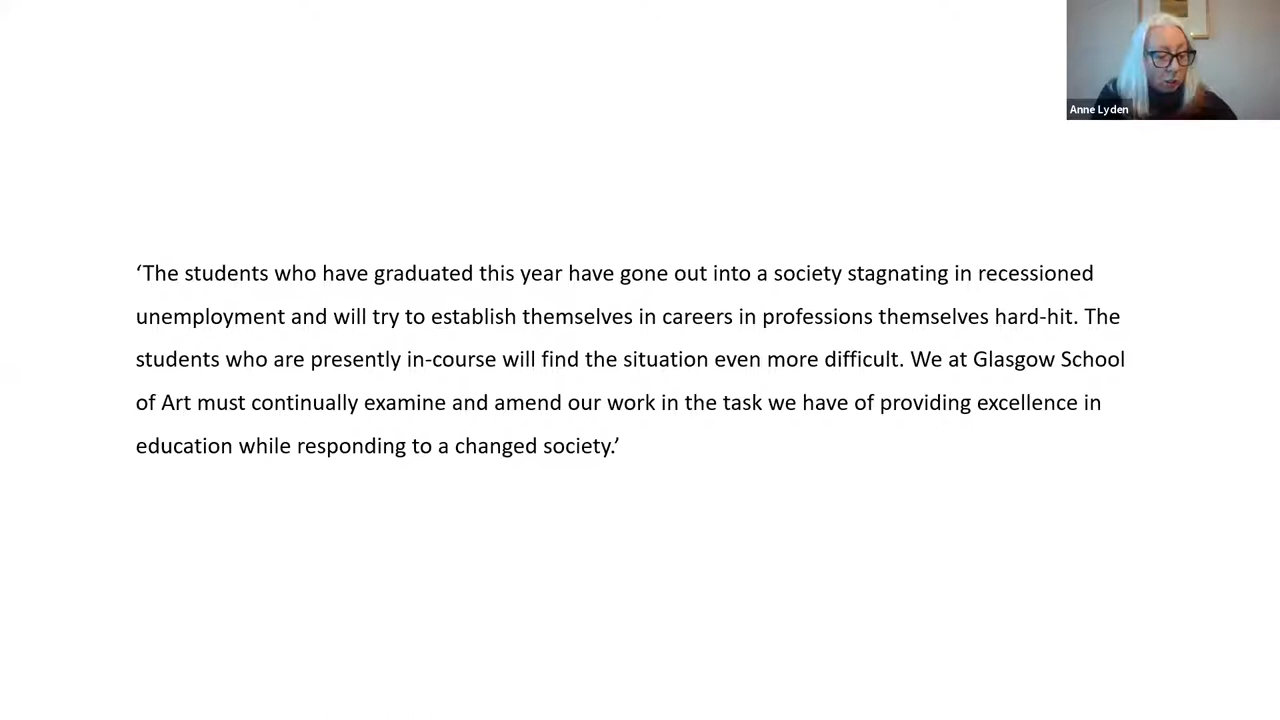 Anne Lyden
‘The students who have graduated this year have gone out into a society stagnating in recessioned
unemployment and will try to establish themselves in careers in professions themselves hard-hit. The
students who are presently in-course will find the situation even more difficult. We at Glasgow School
of Art must continually examine and amend our work in the task we have of providing excellence in
education while responding to a changed society.’